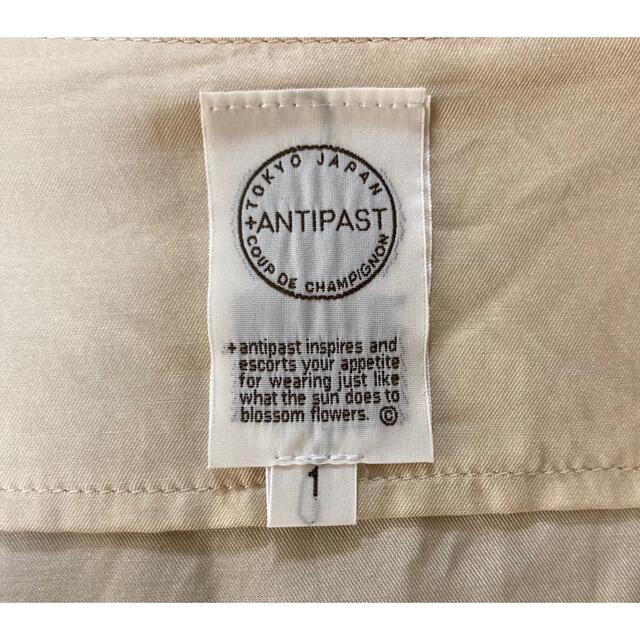 TOKYO JAPAN
+ANTIPAST
COUP DE CHAMPIGNON
+antipast inspires and
escorts your appetite
for wearing just like
what the sun does to
blossom flowers. ©
1